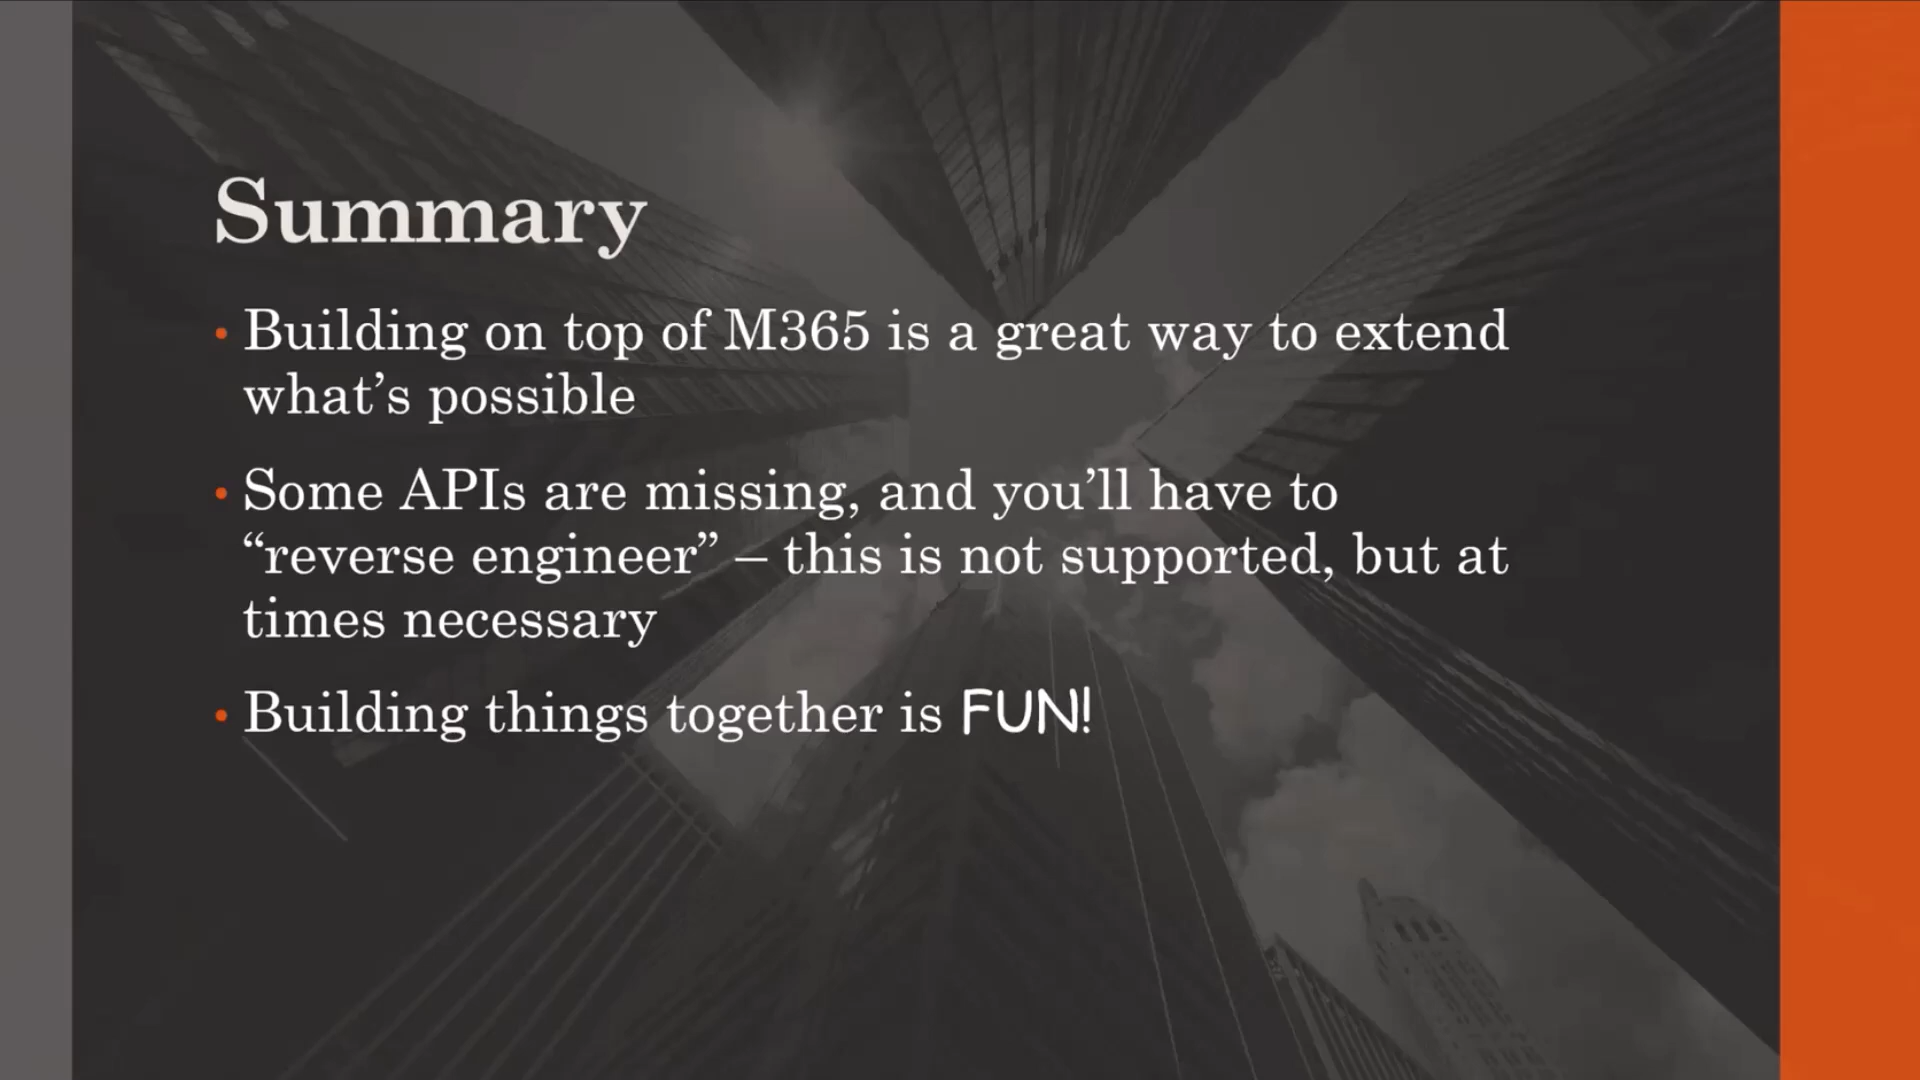 Summary
• Building on top of M365 is a great way to extend
what’s possible
• Some APIs are missing, and you’ll have to
“reverse engineer” – this is not supported, but at
times necessary
• Building things together is FUN!